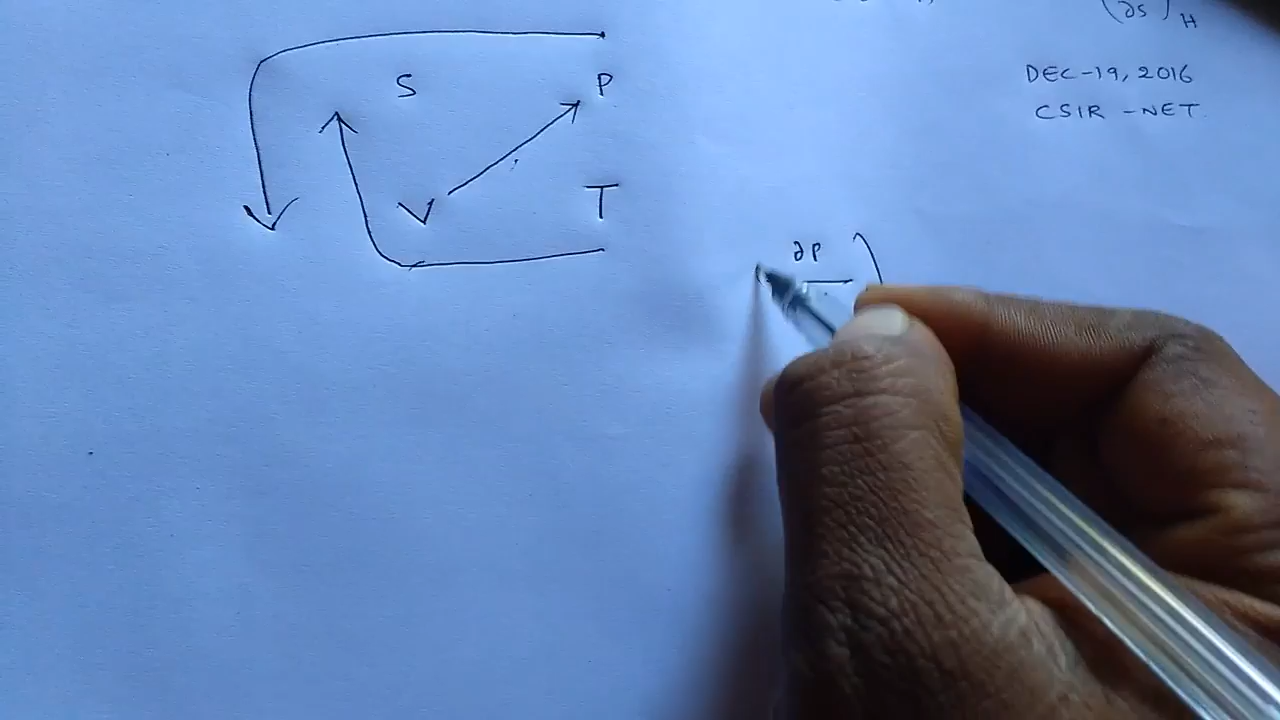 (∂S)H
DEC-19, 2016
CSIR-NET
S P
V T
∂P